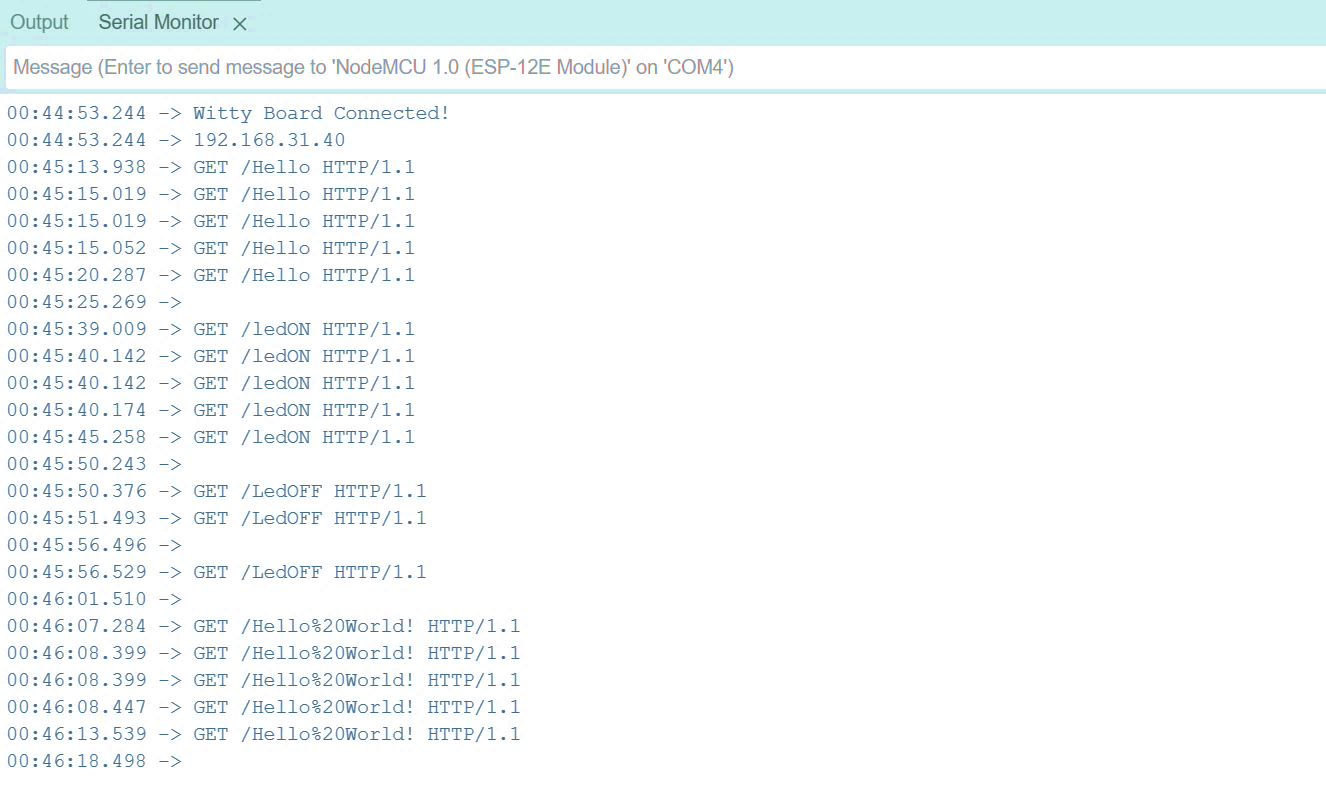 Output Serial Monitor ×
Message (Enter to send message to 'NodeMCU 1.0 (ESP-12E Module)' on 'COM4')
00:44:53.244 -> Witty Board Connected!
00:44:53.244 -> 192.168.31.40
00:45:13.938 -> GET /Hello HTTP/1.1
00:45:15.019 -> GET /Hello HTTP/1.1
00:45:15.019 -> GET /Hello HTTP/1.1
00:45:15.052 -> GET /Hello HTTP/1.1
00:45:20.287 -> GET /Hello HTTP/1.1
00:45:25.269 ->
00:45:39.009 -> GET /ledON HTTP/1.1
00:45:40.142 -> GET /ledON HTTP/1.1
00:45:40.142 -> GET /ledON HTTP/1.1
00:45:40.174 -> GET /ledON HTTP/1.1
00:45:45.258 -> GET /ledON HTTP/1.1
00:45:50.243 ->
00:45:50.376 -> GET /LedOFF HTTP/1.1
00:45:51.493 -> GET /LedOFF HTTP/1.1
00:45:56.496 ->
00:45:56.529 -> GET /LedOFF HTTP/1.1
00:46:01.510 ->
00:46:07.284 -> GET /Hello%20World! HTTP/1.1
00:46:08.399 -> GET /Hello%20World! HTTP/1.1
00:46:08.399 -> GET /Hello%20World! HTTP/1.1
00:46:08.447 -> GET /Hello%20World! HTTP/1.1
00:46:13.539 -> GET /Hello%20World! HTTP/1.1
00:46:18.498 ->